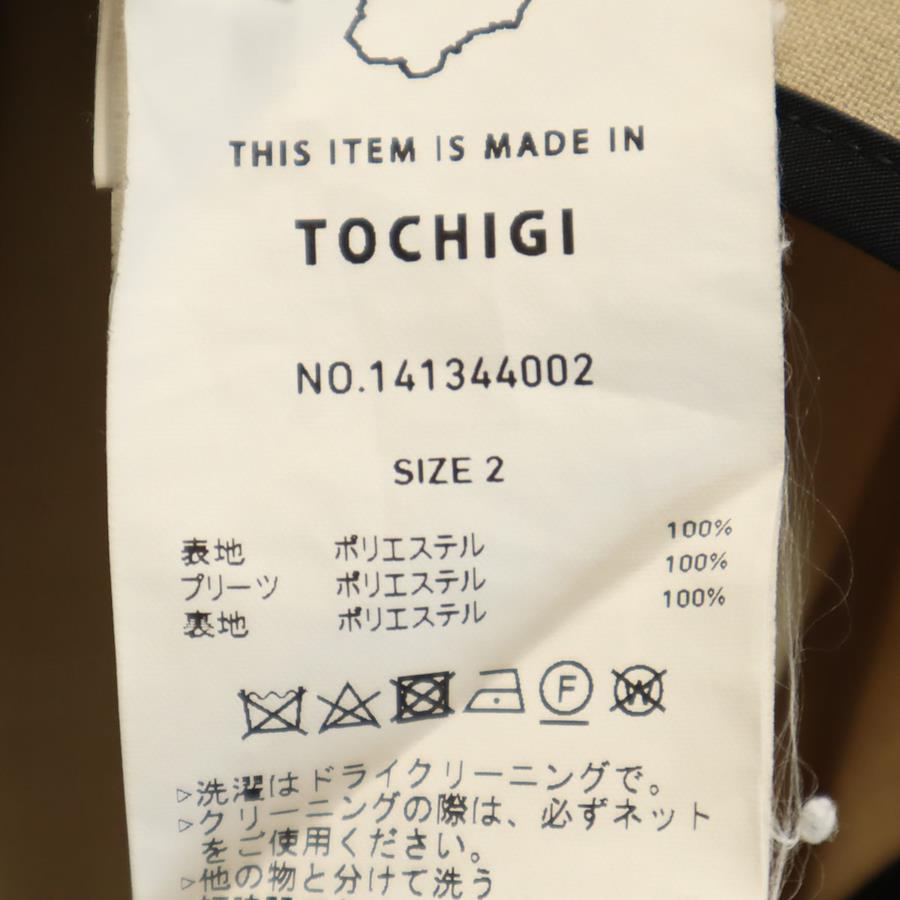 THIS ITEM IS MADE IN
TOCHIGI
NO.141344002
SIZE 2
表地 ポリエステル 100%
プリーツ ポリエステル 100%
裏地 ポリエステル 100%
F W
▷洗濯はドライクリーニングで。
▷クリーニングの際は、必ずネット
をご使用ください。
▷他の物と分けて洗う